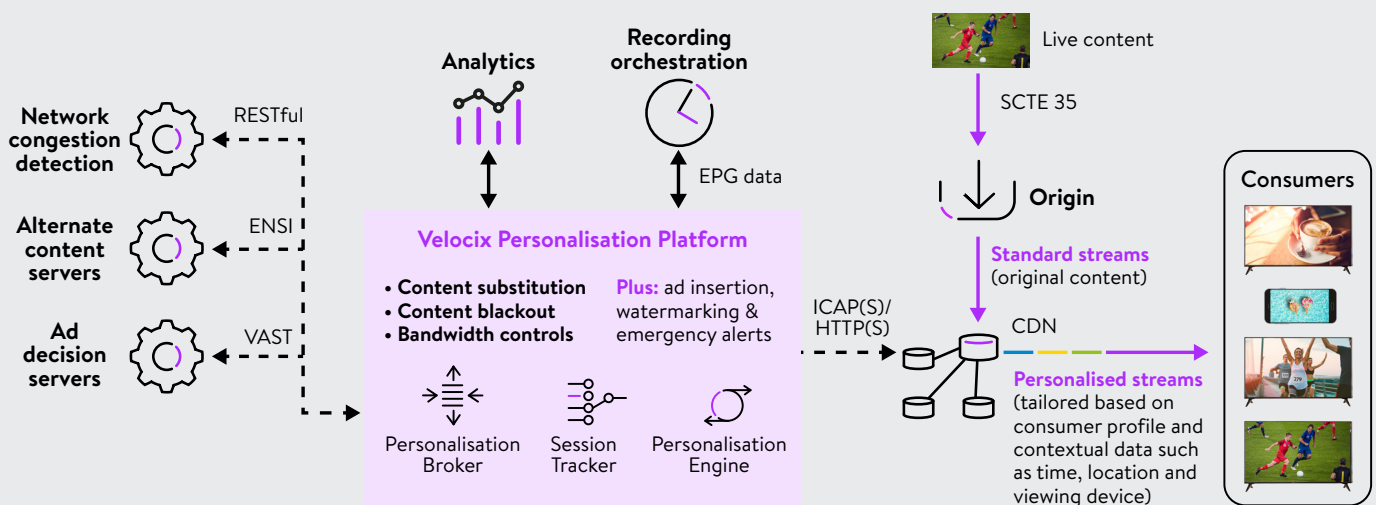 Network
congestion
detection
RESTful
Alternate
content
servers
ENSI
Ad
decision
servers
VAST
Analytics
Recording
orchestration
EPG data
Velocix Personalisation Platform
• Content substitution
• Content blackout
• Bandwidth controls
Plus: ad insertion,
watermarking &
emergency alerts
Personalisation
Broker
Session
Tracker
Personalisation
Engine
ICAP(S)/
HTTP(S)
Live content
SCTE 35
Origin
Standard streams
(original content)
CDN
Personalised streams
(tailored based on
consumer profile and
contextual data such
as time, location and
viewing device)
Consumers